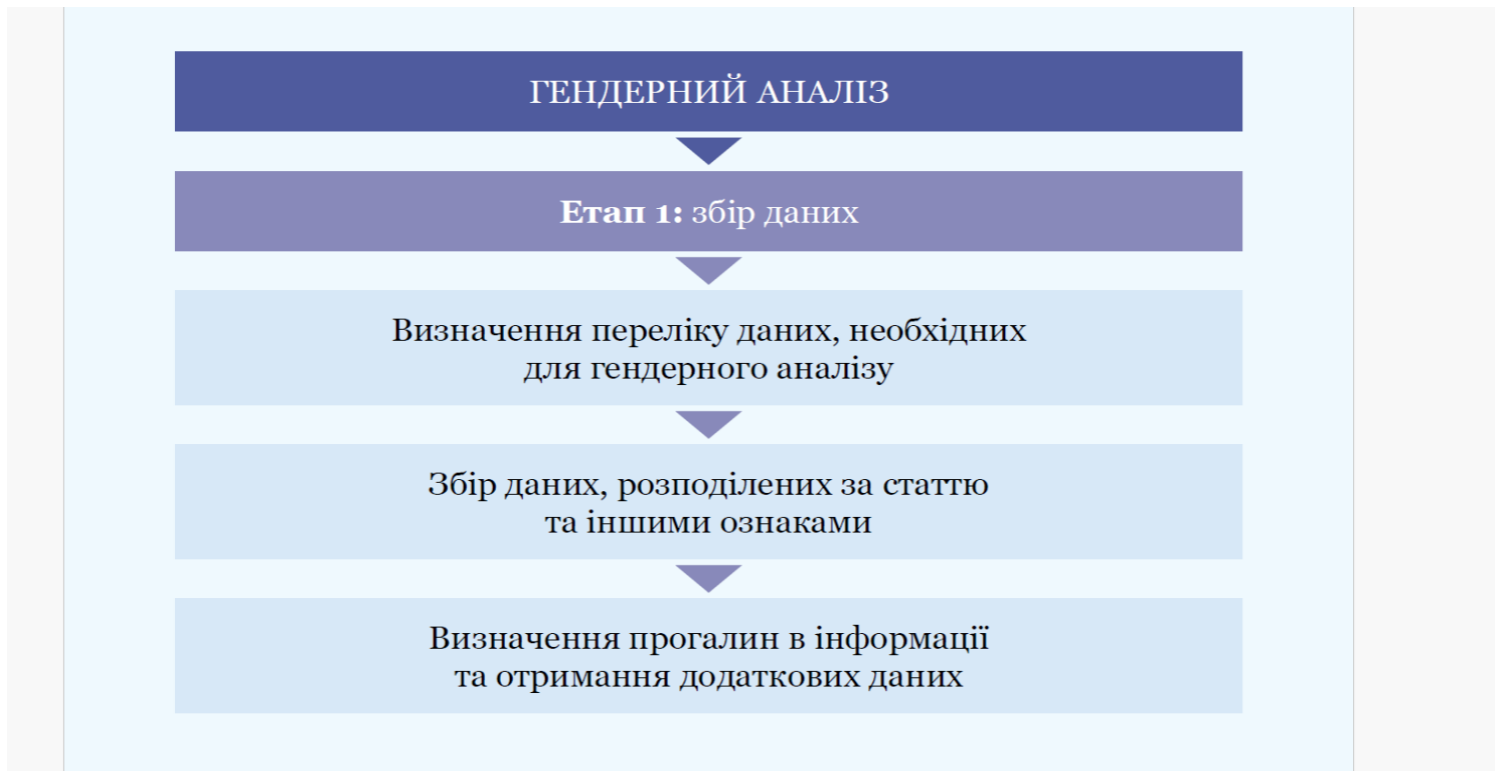 ГЕНДЕРНИЙ АНАЛІЗ
Етап 1: збір даних
Визначення переліку даних, необхідних
для гендерного аналізу
Збір даних, розподілених за статтю
та іншими ознаками
Визначення прогалин в інформації
та отримання додаткових даних